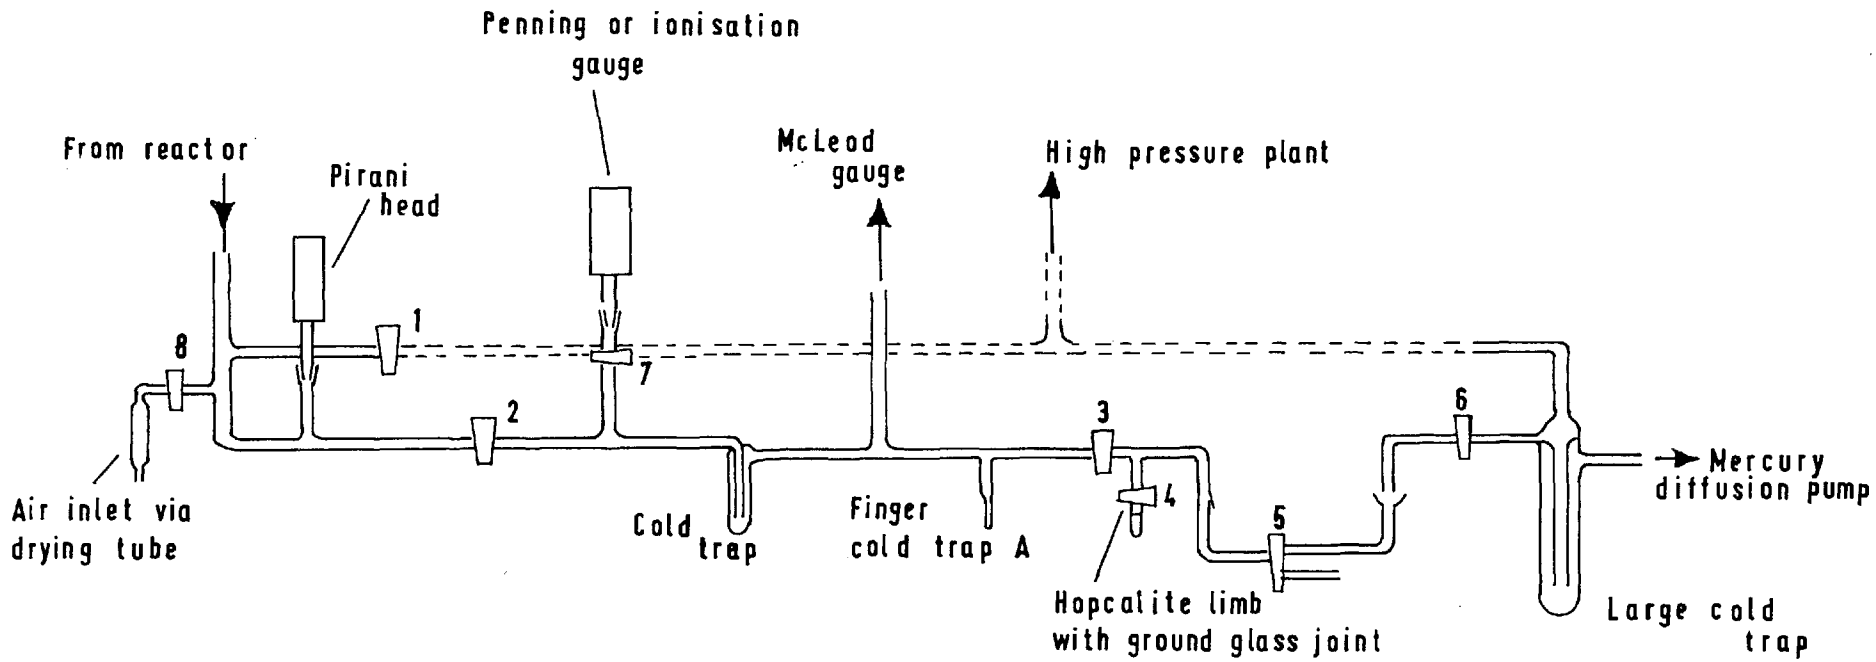 Penning or ionisation
gauge
From reactor
Pirani
head
McLeod
gauge
High pressure plant
1
8
7
2
3
6
4
5
Air inlet via
drying tube
Cold
trap
Finger
cold trap A
Hopcalite limb
with ground glass joint
Mercury
diffusion pump
Large cold
trap